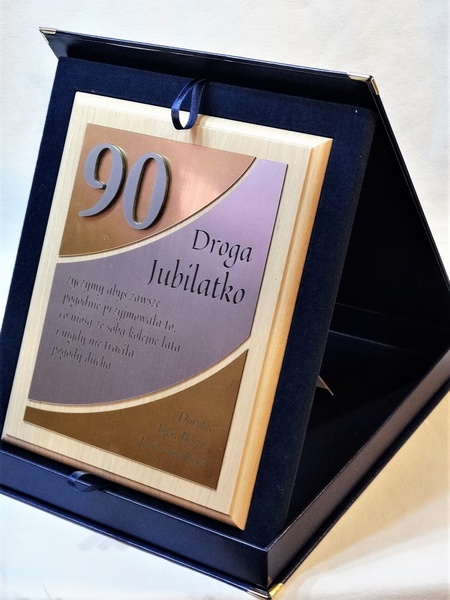 90
Droga
Jubilatko
życzymy abyś zawsze
pogodnie przyjmowała to,
co niosą ze sobą kolejne lata
i nigdy nie traciła
pogody ducha